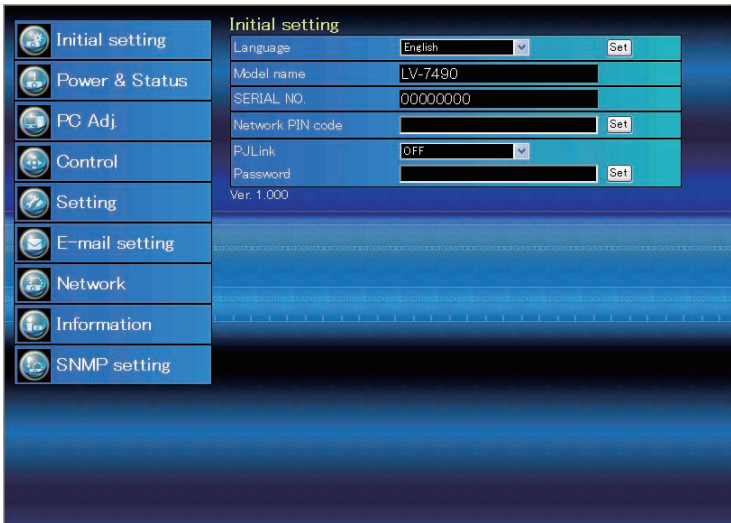 Initial setting
Power & Status
PC Adj.
Control
Setting
E-mail setting
Network
Information
SNMP setting
Initial setting
Language English Set
Model name LV-7490
SERIAL NO. 00000000
Network PIN code Set
PJLink OFF
Password Set
Ver. 1.000